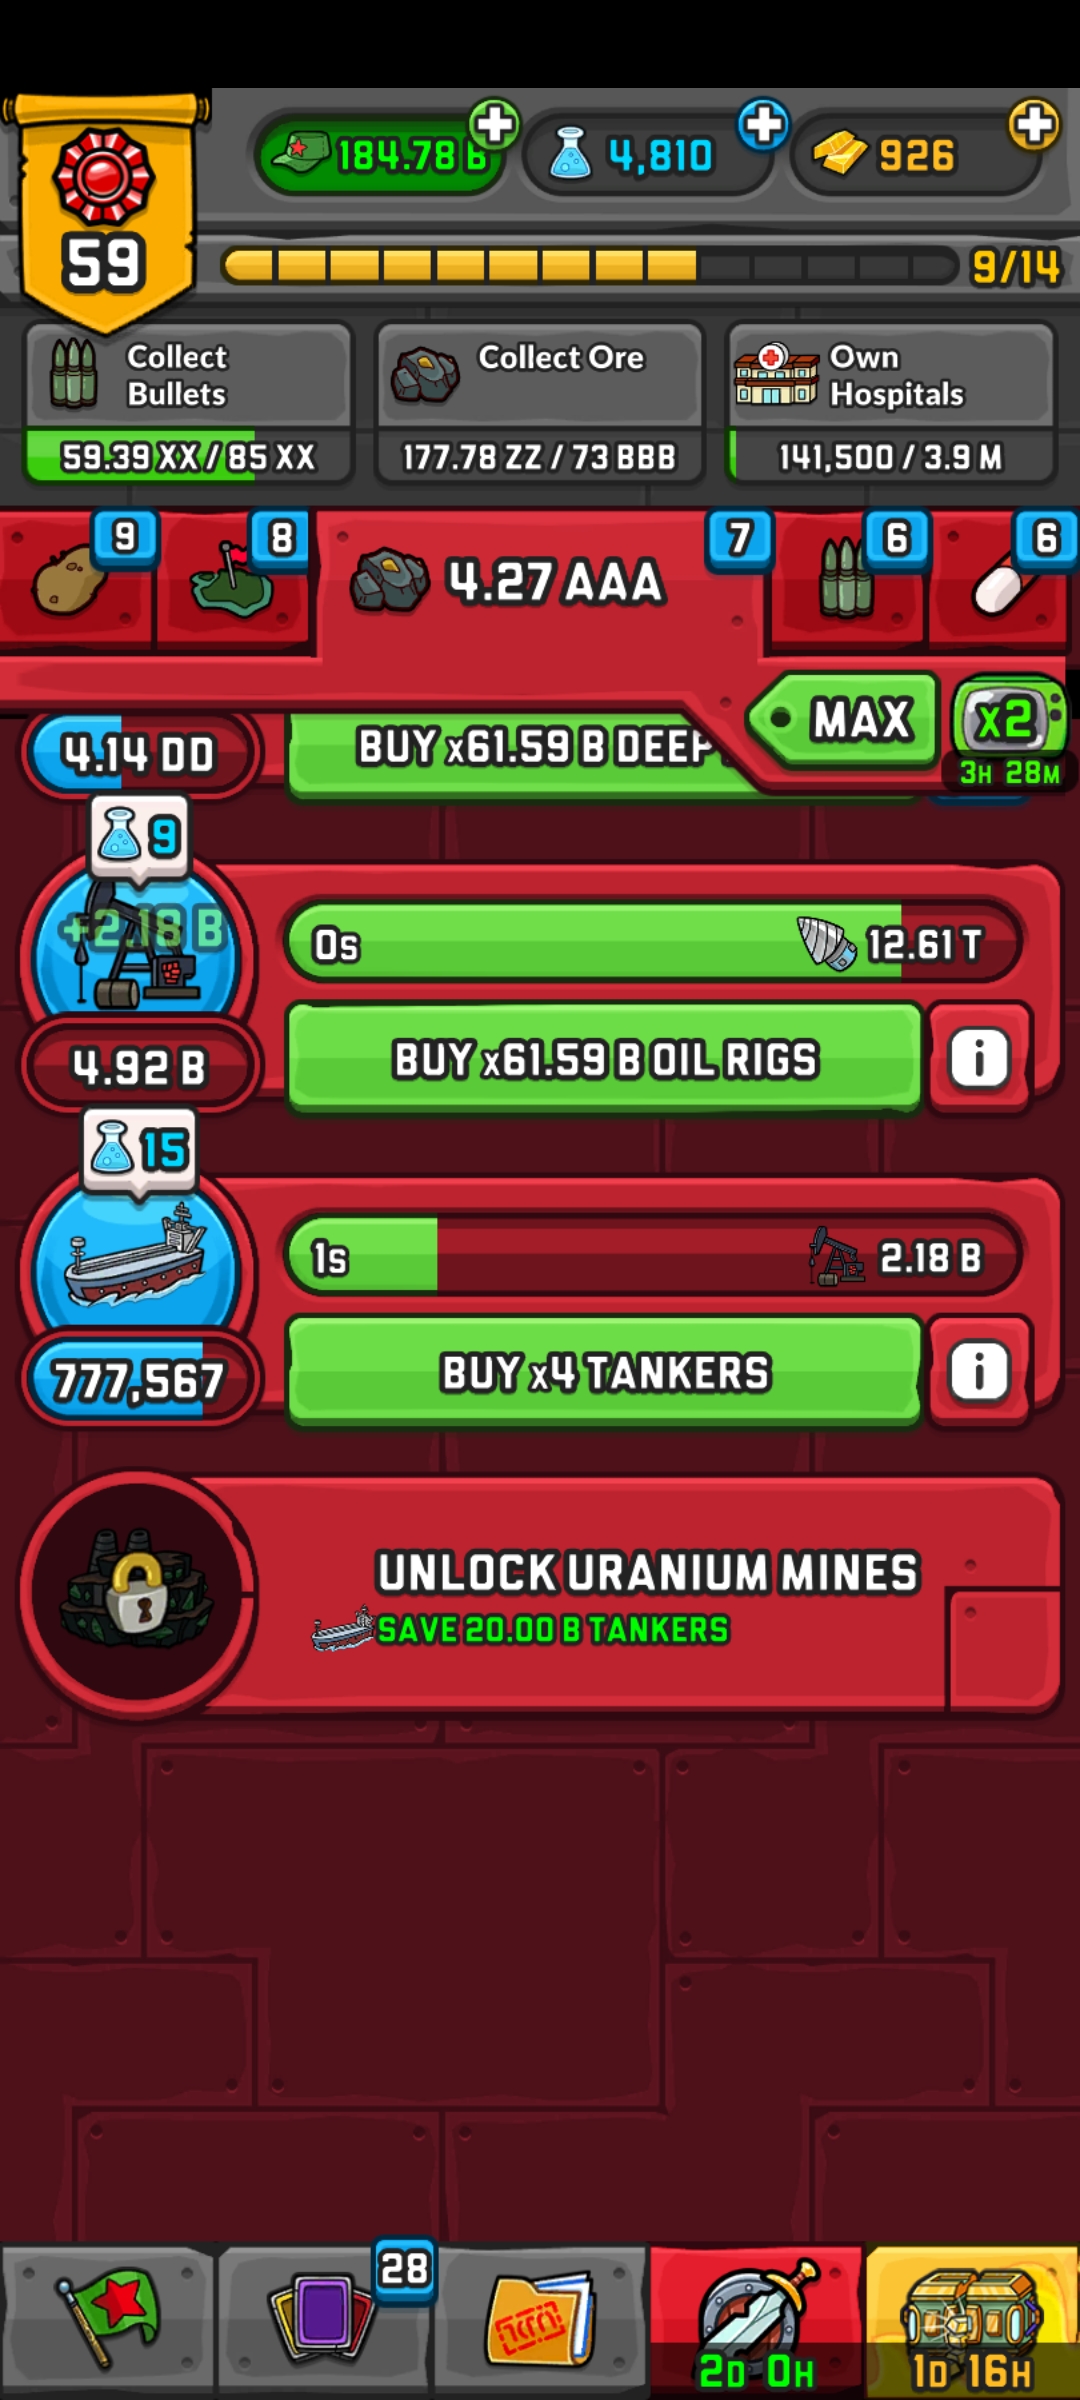 184.78 B
4,810
926
59
9/14
Collect
Bullets
59.39 XX / 85 XX
Collect Ore
177.78 ZZ / 73 BBB
Own
Hospitals
141,500 / 3.9 M
9
8
4.27 AAA
7
6
6
MAX
x2
3H 28M
4.14 DD
BUY x61.59 B DEEP
9
+2.18 B
0s
12.61 T
4.92 B
BUY x61.59 B OIL RIGS
i
15
1s
2.18 B
777,567
BUY x4 TANKERS
i
UNLOCK URANIUM MINES
SAVE 20.00 B TANKERS
28
2D 0H
1D 16H